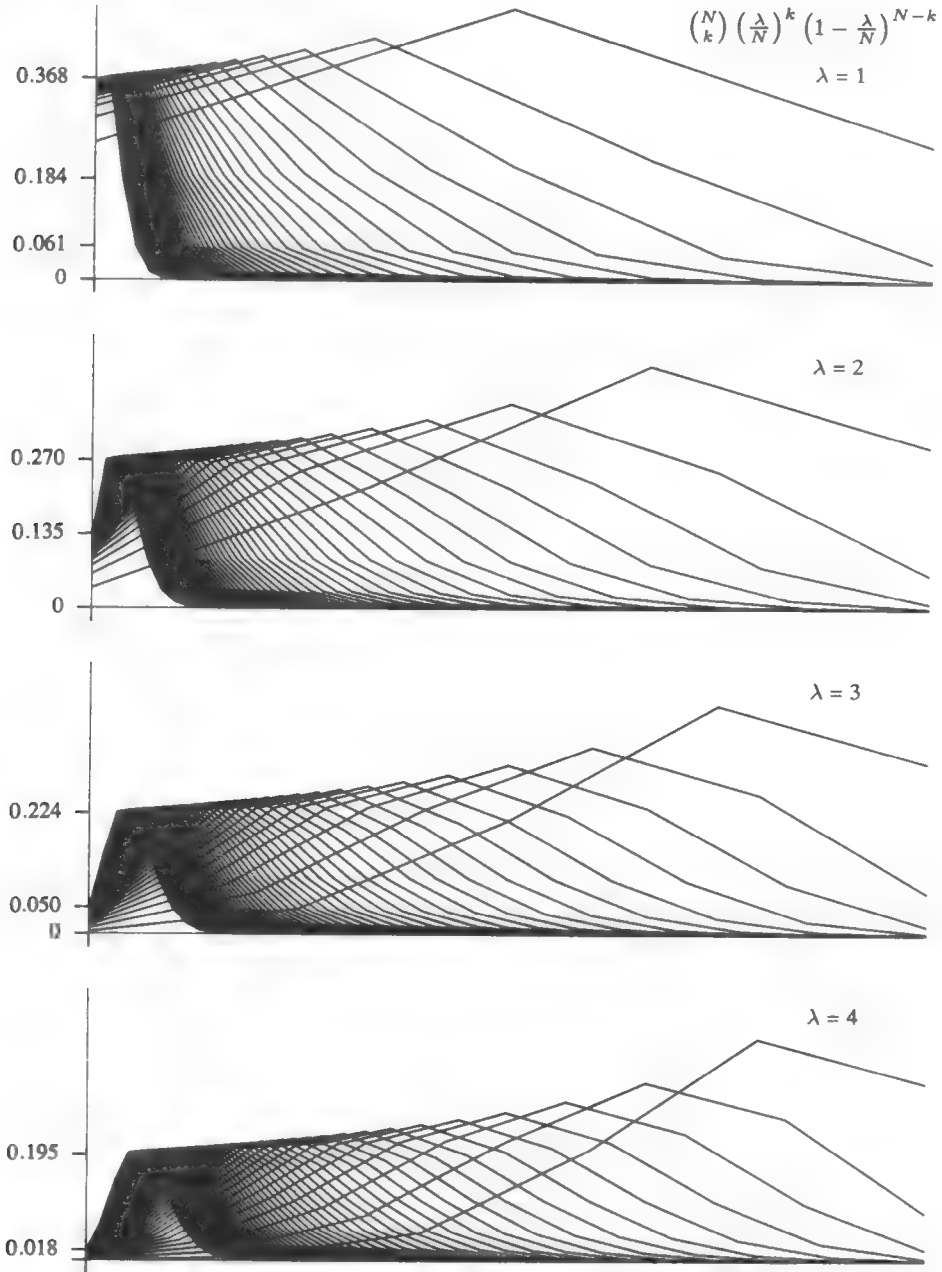 $\binom{N}{k} \left(\frac{\lambda}{N}\right)^k \left(1 - \frac{\lambda}{N}\right)^{N-k}$
λ = 1
0.368
0.184
0.061
0
λ = 2
0.270
0.135
0
λ = 3
0.224
0.050
0
λ = 4
0.195
0.018